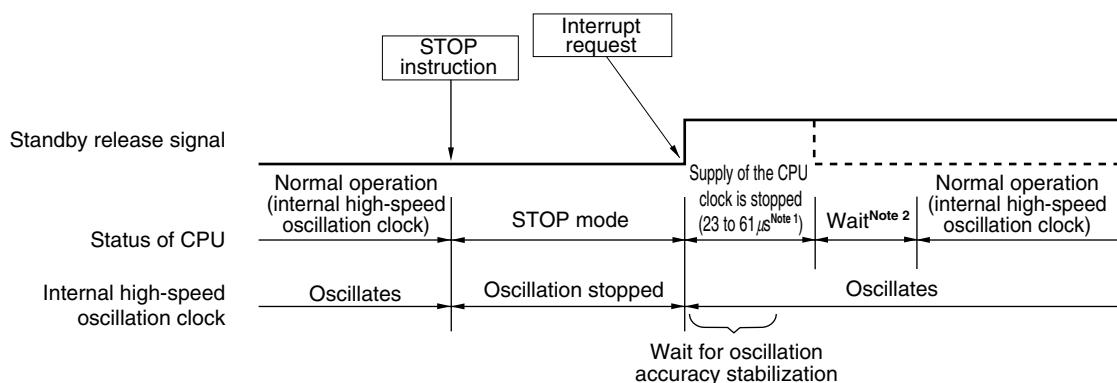 STOP
instruction
Interrupt
request
Standby release signal
Normal operation
(internal high-speed
oscillation clock)
STOP mode
Supply of the CPU
clock is stopped
(23 to 61 μs Note 1)
Wait Note 2
Normal operation
(internal high-speed
oscillation clock)
Status of CPU
Internal high-speed
oscillation clock
Oscillates
Oscillation stopped
Oscillates
Wait for oscillation
accuracy stabilization